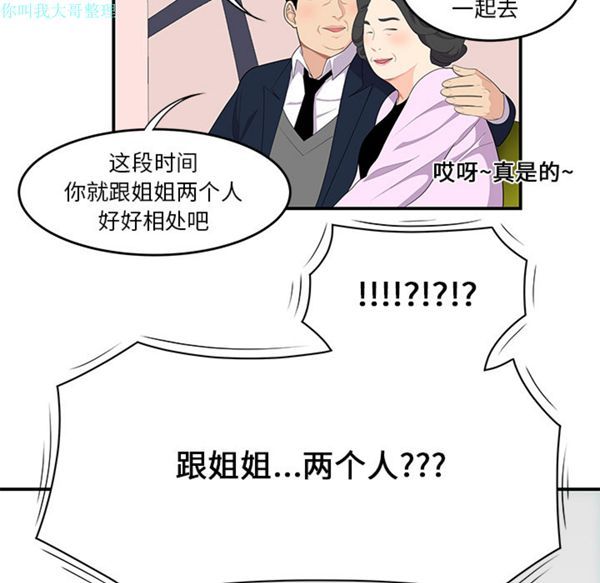 你叫我大哥整理
一起去
这段时间
你就跟姐姐两个人
好好相处吧
哎呀~真是的~
!!!!?!?!?
跟姐姐...两个人???